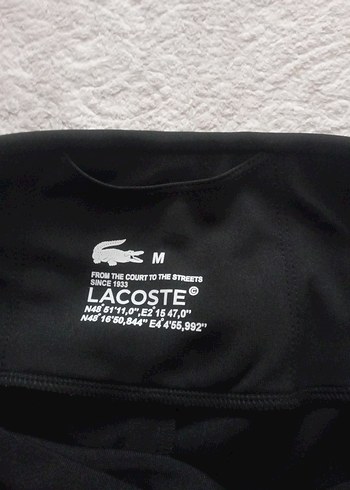 M
FROM THE COURT TO THE STREETS
SINCE 1933
LACOSTE©
N48°51'11,0",E2°15 47,0"
N48°16'50,844" E4°4'55,992"